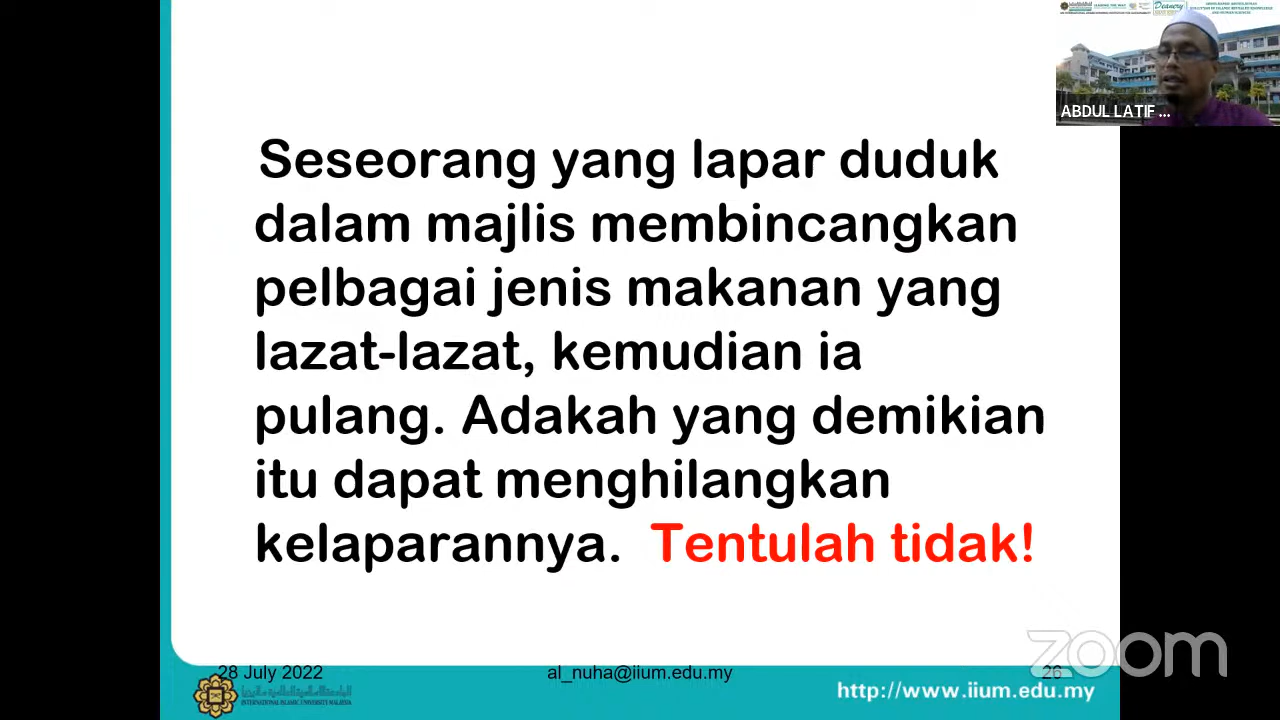 ABDUL LATIF ...
Seseorang yang lapar duduk
dalam majlis membincangkan
pelbagai jenis makanan yang
lazat-lazat, kemudian ia
pulang. Adakah yang demikian
itu dapat menghilangkan
kelaparannya. Tentulah tidak!
zoom
28 July 2022
al_nuha@iium.edu.my
26
INTERNATIONAL ISLAMIC UNIVERSITY MALAYSIA
http://www.iium.edu.my